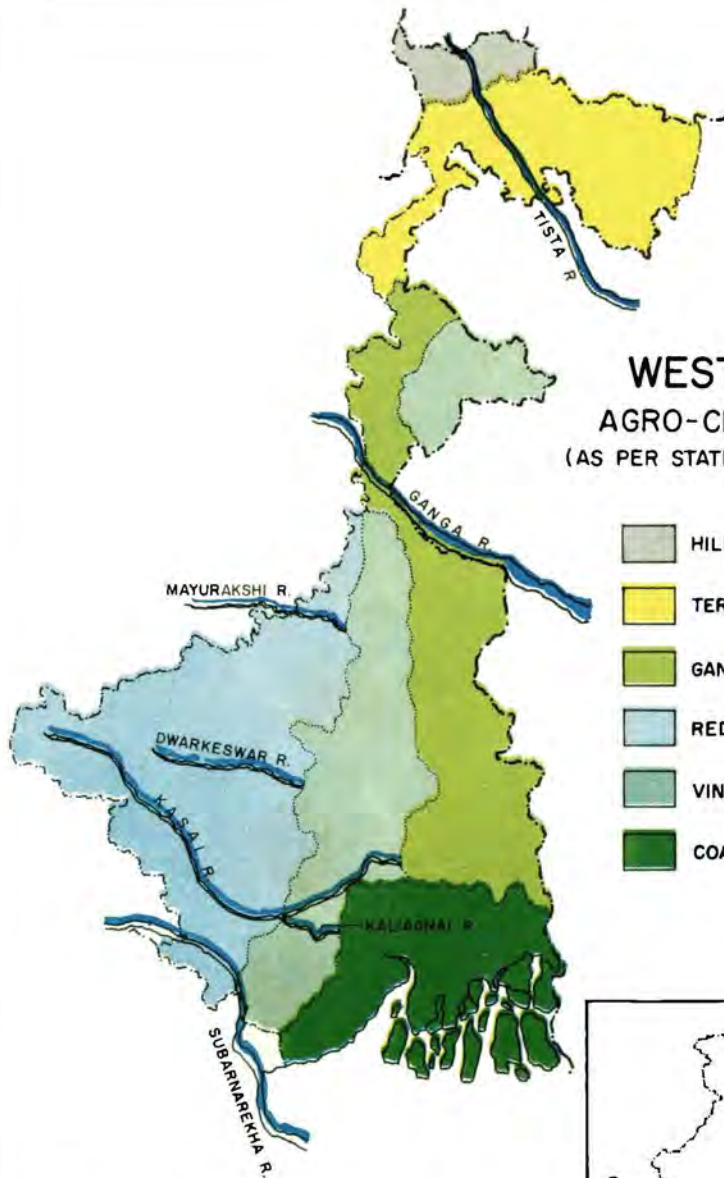 TISTA R
WEST
AGRO-C
(AS PER STAT
GANGA R
HIL
MAYURAKSHI R.
TER
GAN
RED
DWARKESWAR R.
VIN
KASAI R.
COA
KALIAGHAI R
SUBARNAREKHA R.